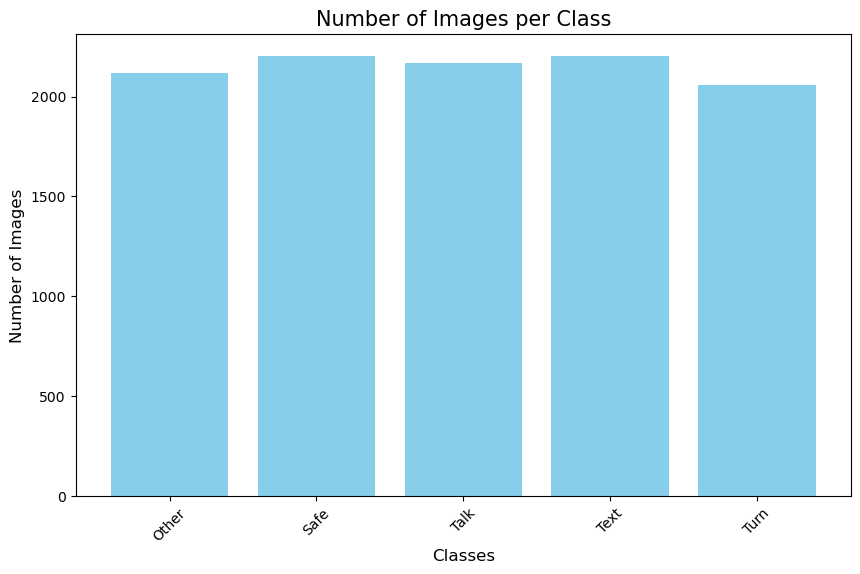 Number of Images per Class
Number of Images
2000
1500
1000
500
0
Other
Safe
Talk
Text
Turn
Classes